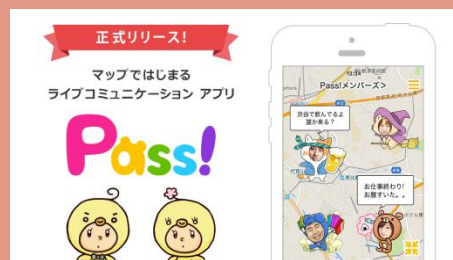 正式リリース!
マップではじまる
ライブコミュニケーション アプリ
Pass!
13:34
Pass!メンバーズ>
渋谷で飲んでるよ
誰か来る?
お仕事終わり!
お腹すいた。。